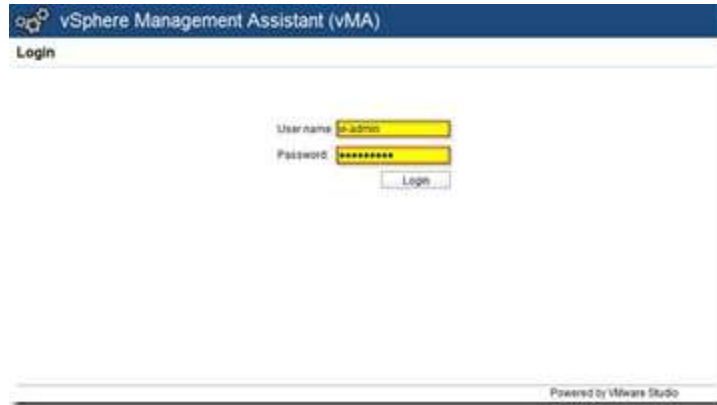 vSphere Management Assistant (vMA)
Login
User name
Password:
●●●●●●●●●
Login
Powered by VMware Studio